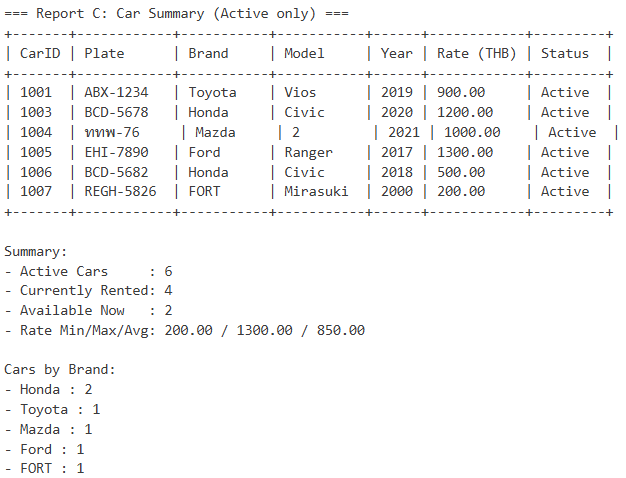 === Report C: Car Summary (Active only) ===
+-------+------------+-----------+-----------+------+------------+---------+
| CarID | Plate      | Brand     | Model     | Year | Rate (THB) | Status  |
+-------+------------+-----------+-----------+------+------------+---------+
| 1001  | ABX-1234   | Toyota    | Vios      | 2019 | 900.00     | Active  |
| 1003  | BCD-5678   | Honda     | Civic     | 2020 | 1200.00    | Active  |
| 1004  | ททพ-76     | Mazda     | 2         | 2021 | 1000.00    | Active  |
| 1005  | EHI-7890   | Ford      | Ranger    | 2017 | 1300.00    | Active  |
| 1006  | BCD-5682   | Honda     | Civic     | 2018 | 500.00     | Active  |
| 1007  | REGH-5826  | FORT      | Mirasuki  | 2000 | 200.00     | Active  |
+-------+------------+-----------+-----------+------+------------+---------+

Summary:
- Active Cars     : 6
- Currently Rented: 4
- Available Now   : 2
- Rate Min/Max/Avg: 200.00 / 1300.00 / 850.00

Cars by Brand:
- Honda : 2
- Toyota : 1
- Mazda : 1
- Ford : 1
- FORT : 1